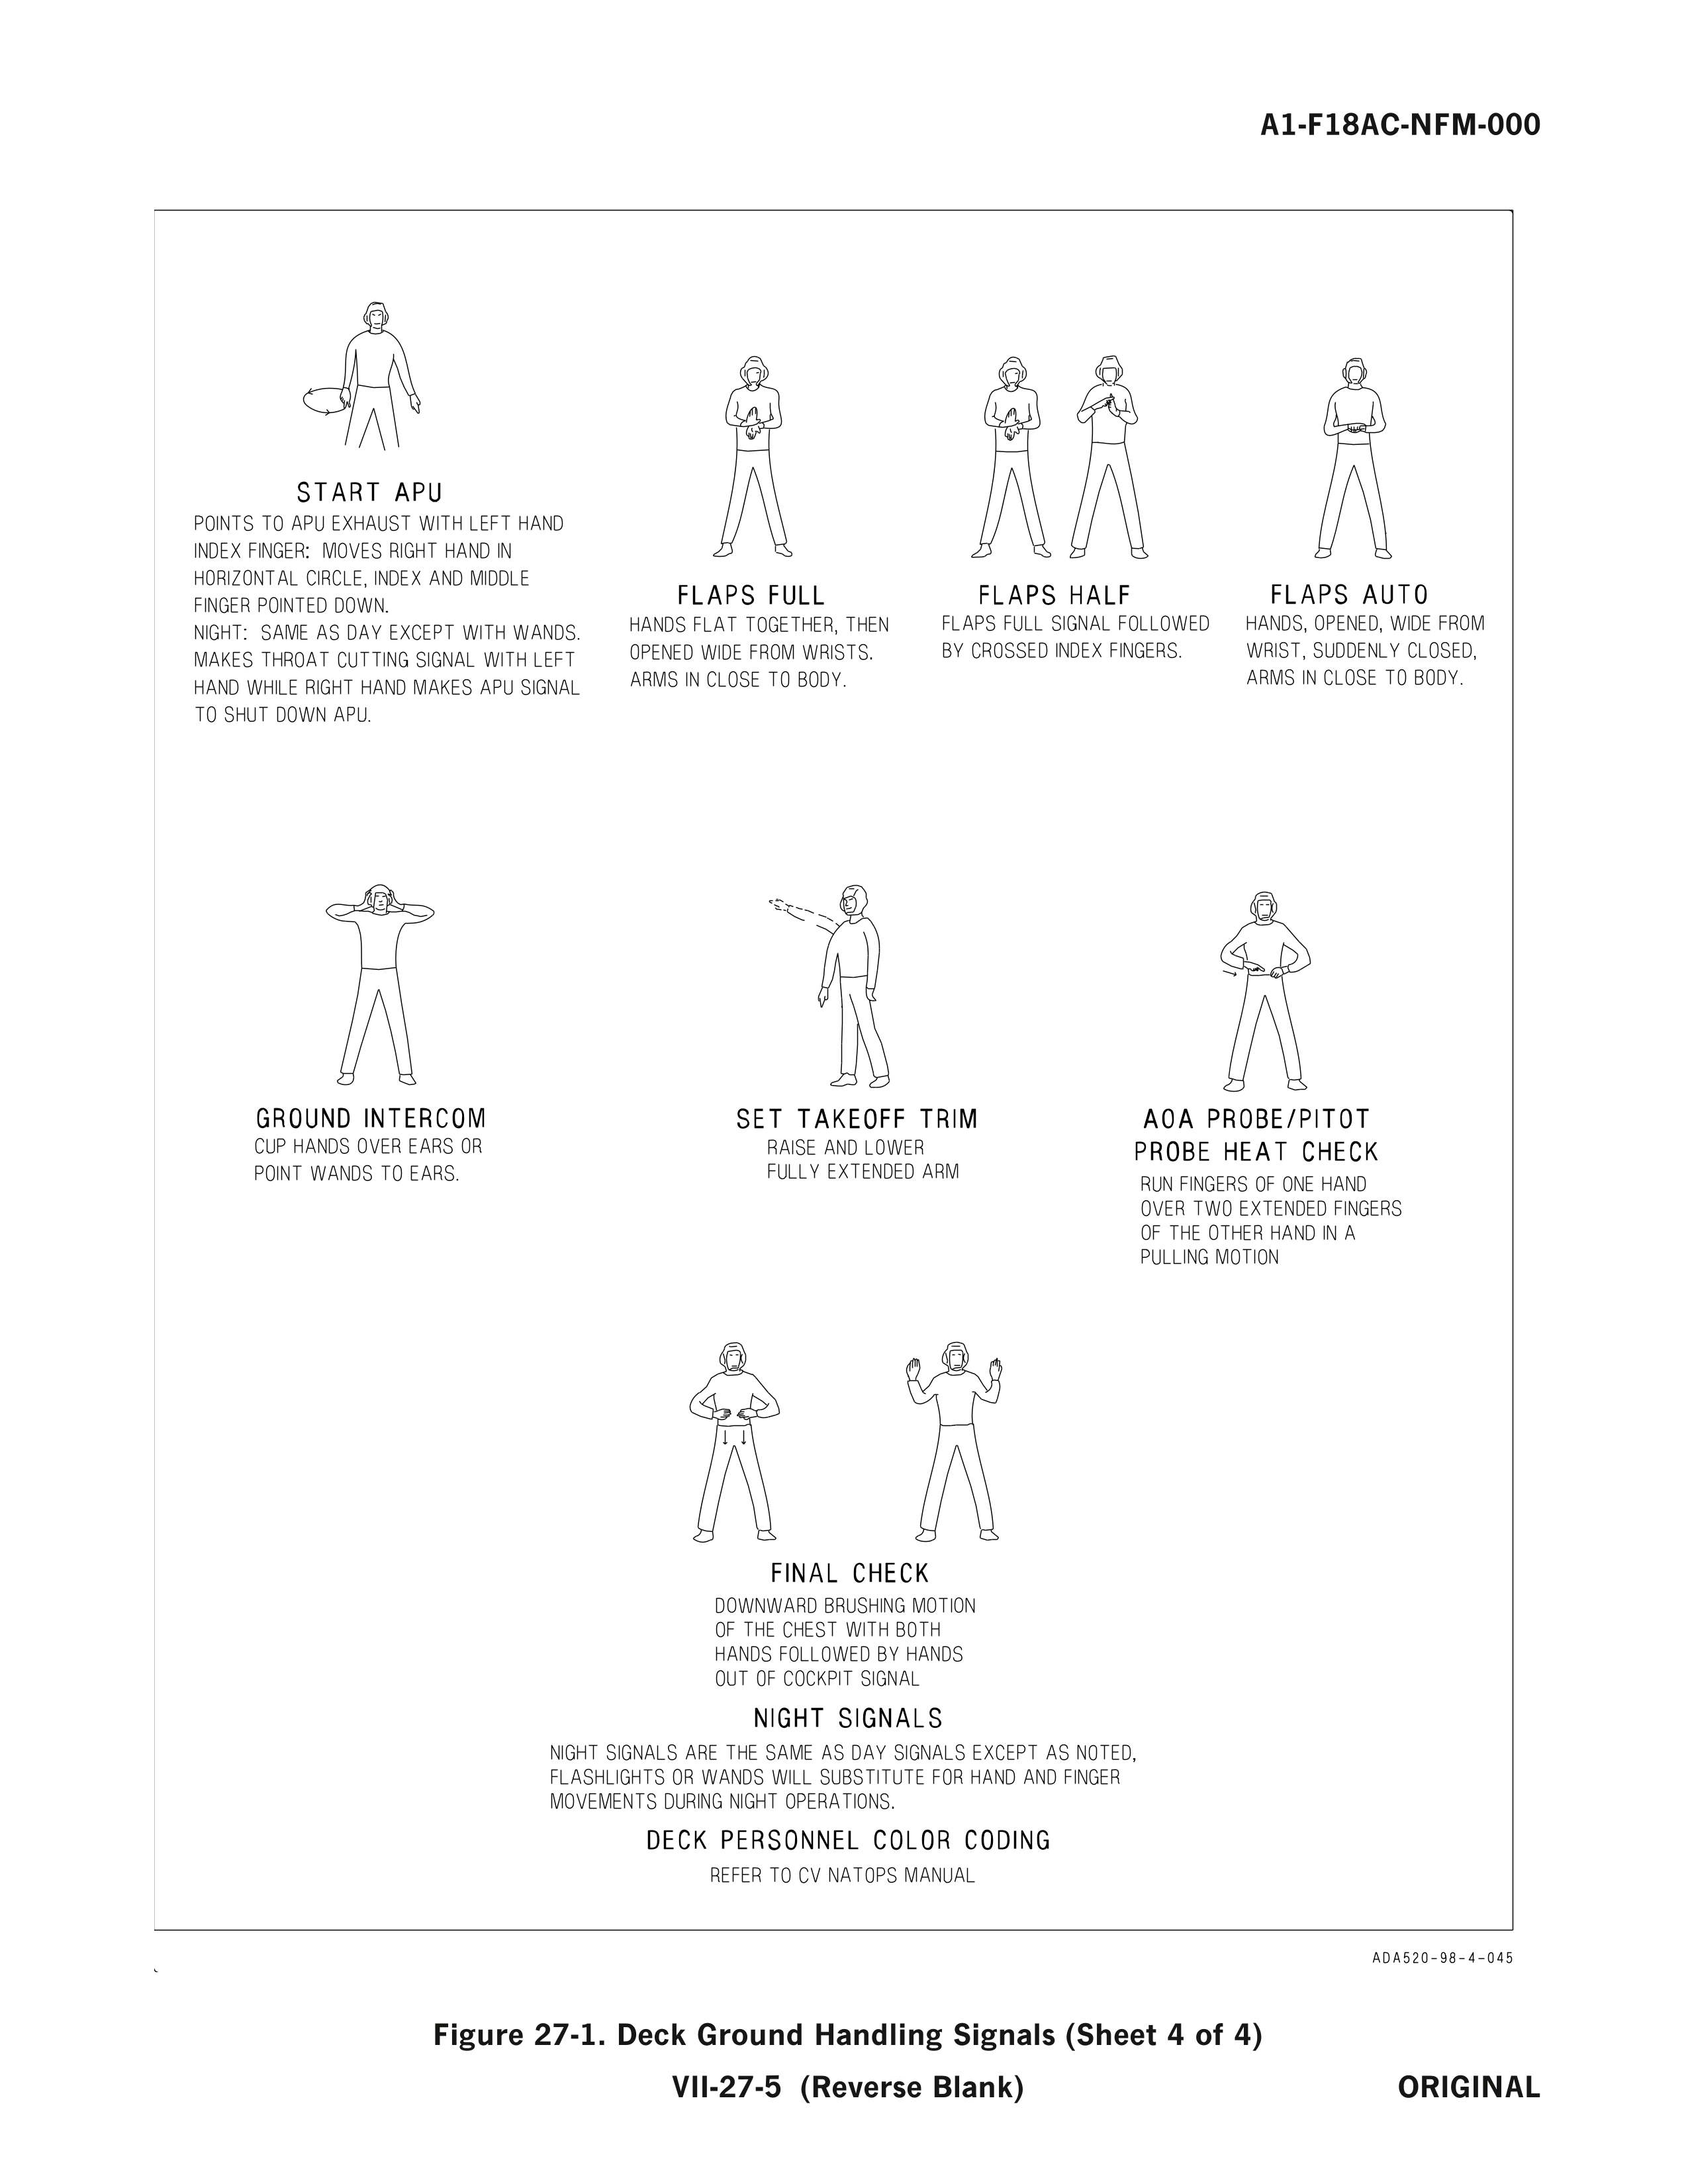 A1-F18AC-NFM-000
START APU
POINTS TO APU EXHAUST WITH LEFT HAND
INDEX FINGER: MOVES RIGHT HAND IN
HORIZONTAL CIRCLE, INDEX AND MIDDLE
FINGER POINTED DOWN.
NIGHT: SAME AS DAY EXCEPT WITH WANDS.
MAKES THROAT CUTTING SIGNAL WITH LEFT
HAND WHILE RIGHT HAND MAKES APU SIGNAL
TO SHUT DOWN APU.
FLAPS FULL
HANDS FLAT TOGETHER, THEN
OPENED WIDE FROM WRISTS.
ARMS IN CLOSE TO BODY.
FLAPS HALF
FLAPS FULL SIGNAL FOLLOWED
BY CROSSED INDEX FINGERS.
FLAPS AUTO
HANDS, OPENED, WIDE FROM
WRIST, SUDDENLY CLOSED,
ARMS IN CLOSE TO BODY.
GROUND INTERCOM
CUP HANDS OVER EARS OR
POINT WANDS TO EARS.
SET TAKEOFF TRIM
RAISE AND LOWER
FULLY EXTENDED ARM
AOA PROBE/PITOT
PROBE HEAT CHECK
RUN FINGERS OF ONE HAND
OVER TWO EXTENDED FINGERS
OF THE OTHER HAND IN A
PULLING MOTION
FINAL CHECK
DOWNWARD BRUSHING MOTION
OF THE CHEST WITH BOTH
HANDS FOLLOWED BY HANDS
OUT OF COCKPIT SIGNAL
NIGHT SIGNALS
NIGHT SIGNALS ARE THE SAME AS DAY SIGNALS EXCEPT AS NOTED,
FLASHLIGHTS OR WANDS WILL SUBSTITUTE FOR HAND AND FINGER
MOVEMENTS DURING NIGHT OPERATIONS.
DECK PERSONNEL COLOR CODING
REFER TO CV NATOPS MANUAL
ADA520-98-4-045
Figure 27-1. Deck Ground Handling Signals (Sheet 4 of 4)
VII-27-5 (Reverse Blank)
ORIGINAL